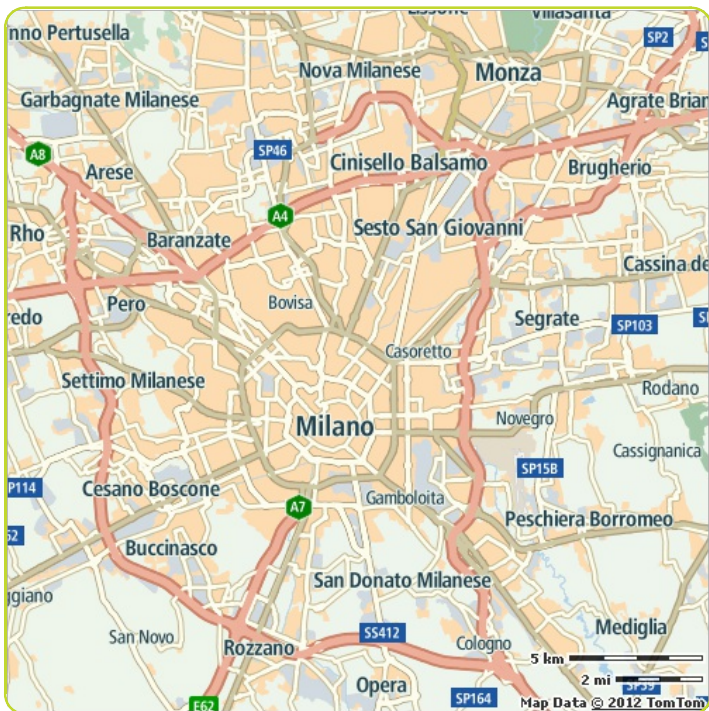 Villasanta
nno Pertusella
SP2
Nova Milanese
Monza
Garbagnate Milanese
Agrate Brian
SP46
A8
Cinisello Balsamo
Brugherio
Arese
A4
Sesto San Giovanni
Rho
Baranzate
Cassina de
Pero
Bovisa
redo
Segrate
SP103
Casoretto
Settimo Milanese
Rodano
Milano
Novegro
Cassignanica
SP15B
P114
Cesano Boscone
Gamboloita
A7
Peschiera Borromeo
62
Buccinasco
San Donato Milanese
ggiano
Mediglia
San Novo
SS412
Rozzano
Cologno
5 km
2 mi
Opera
SP164
SP39
E62
Map Data © 2012 TomTom